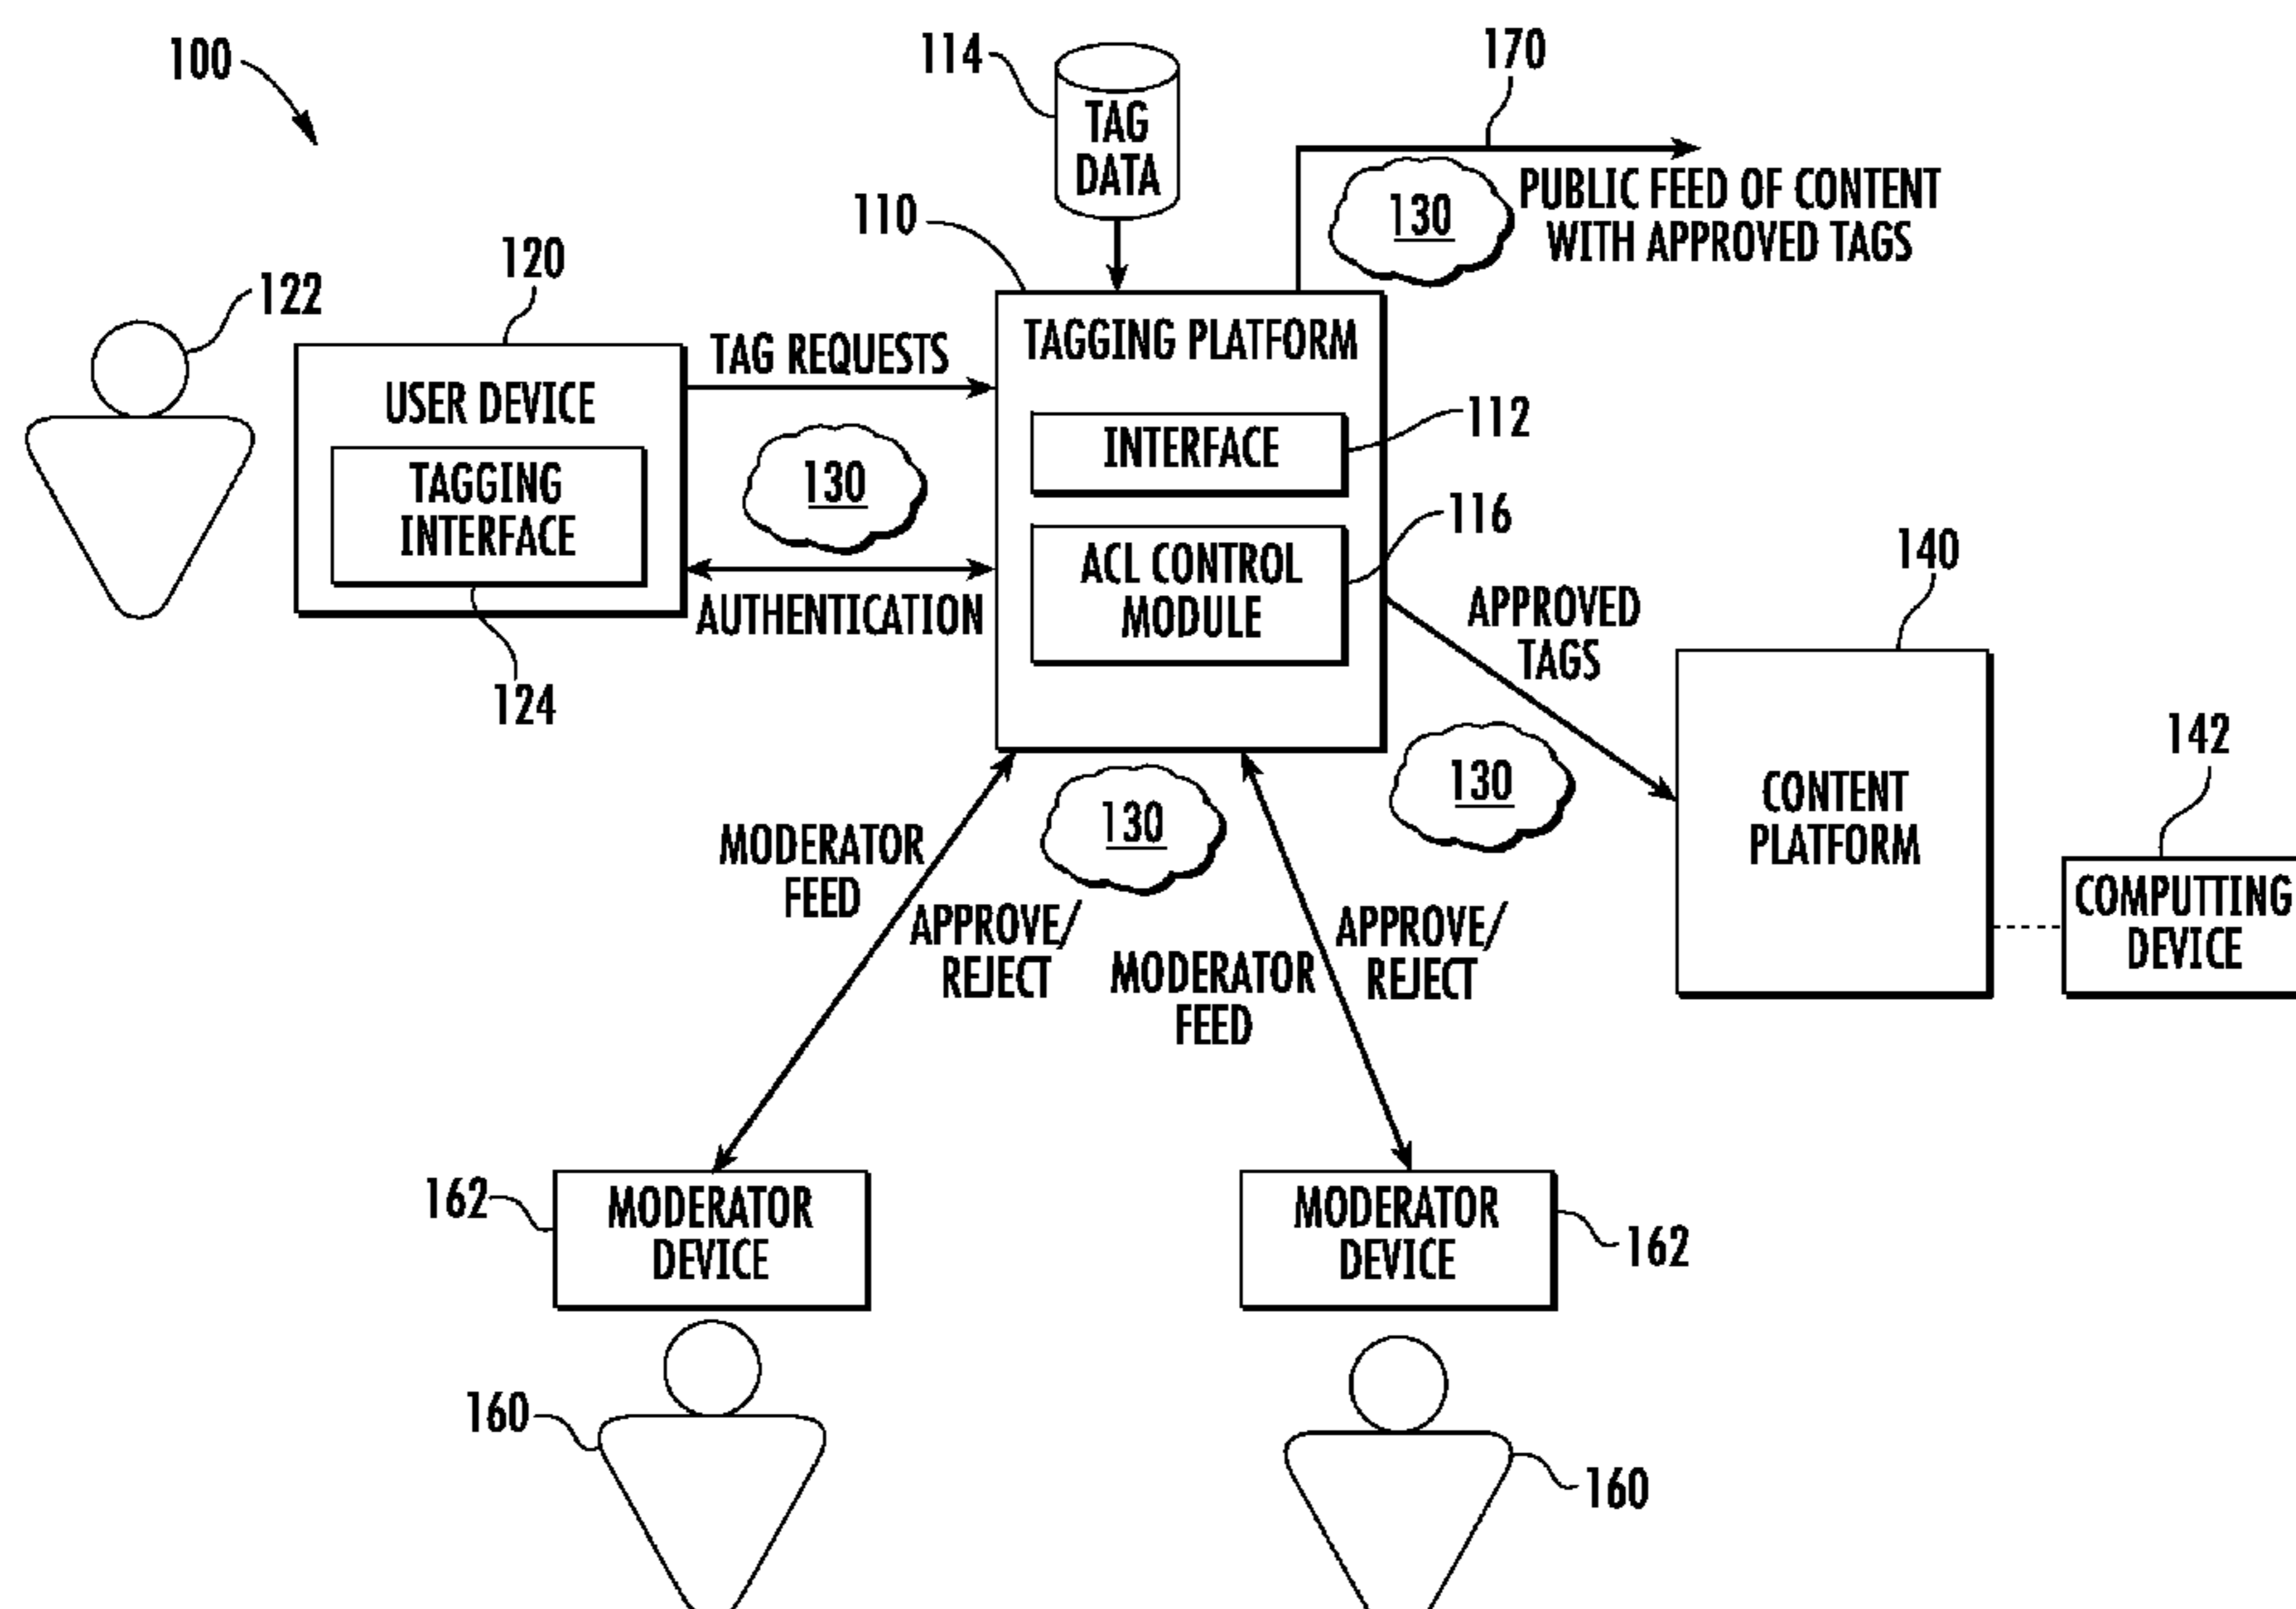 100
114
TAG
DATA
170
130
PUBLIC FEED OF CONTENT
WITH APPROVED TAGS
110
122
120
USER DEVICE
TAGGING
INTERFACE
124
TAG REQUESTS
130
AUTHENTICATION
TAGGING PLATFORM
INTERFACE
112
ACL CONTROL
MODULE
116
APPROVED
TAGS
130
140
CONTENT
PLATFORM
142
COMPUTTING
DEVICE
130
MODERATOR
FEED
APPROVE/
REJECT
MODERATOR
FEED
APPROVE/
REJECT
162
MODERATOR
DEVICE
MODERATOR
DEVICE
162
160
160